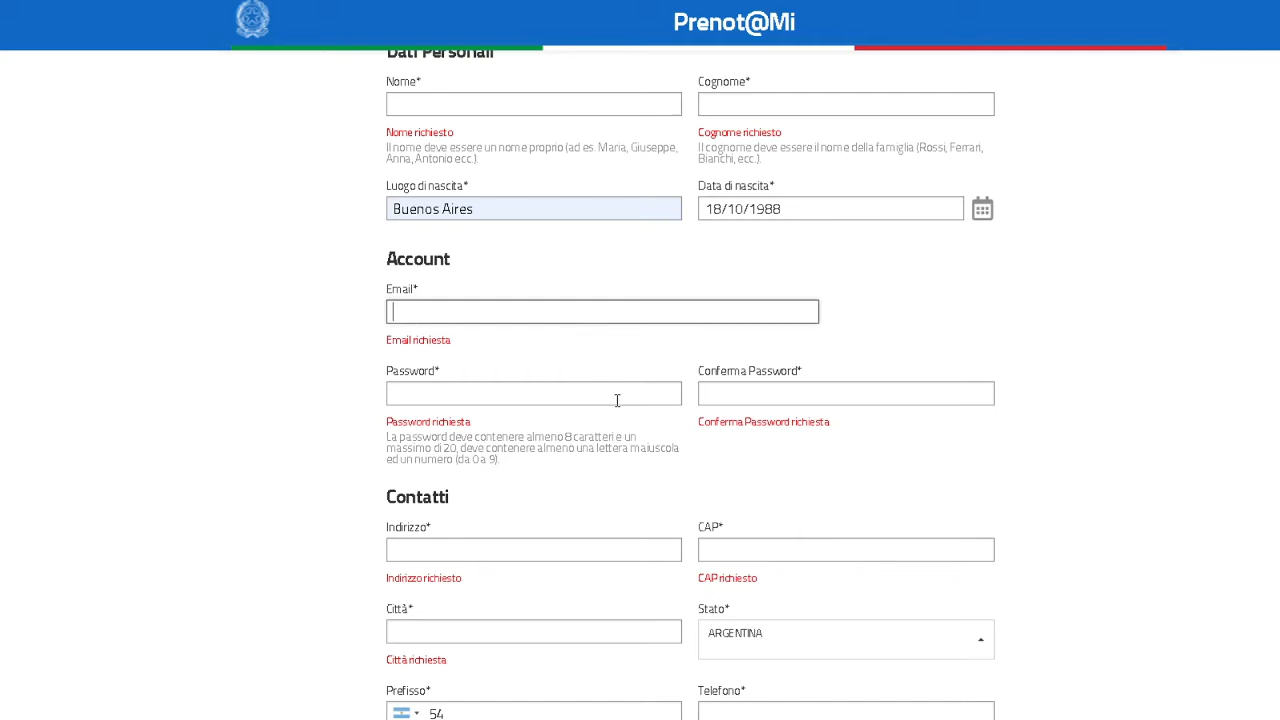 Prenot@Mi
Dati Personali
Nome*
Cognome*
Nome richiesto
Cognome richiesto
Il nome deve essere un nome proprio (ad es. Maria, Giuseppe,
Anna, Antonio ecc.).
Il cognome deve essere il nome della famiglia (Rossi, Ferrari,
Bianchi, ecc.).
Luogo di nascita*
Data di nascita*
Buenos Aires
18/10/1988
Account
Email*
Email richiesta
Password*
Conferma Password*
Password richiesta
Conferma Password richiesta
La password deve contenere almeno 8 caratteri e un
massimo di 20, deve contenere almeno una lettera maiuscola
ed un numero (da 0 a 9).
Contatti
Indirizzo*
CAP*
Indirizzo richiesto
CAP richiesto
Città*
Stato*
ARGENTINA
Città richiesta
Prefisso*
Telefono*
54